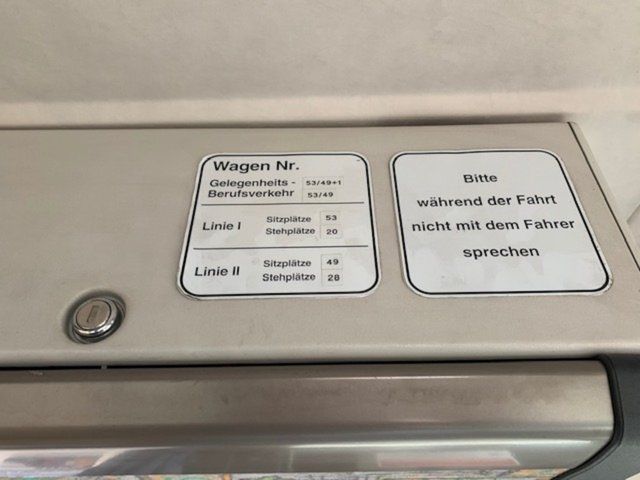 Wagen Nr.
Gelegenheits - 53/49+1
Berufsverkehr 53/49
Linie I Sitzplätze 53
Stehplätze 20
Linie II Sitzplätze 49
Stehplätze 28
Bitte
während der Fahrt
nicht mit dem Fahrer
sprechen